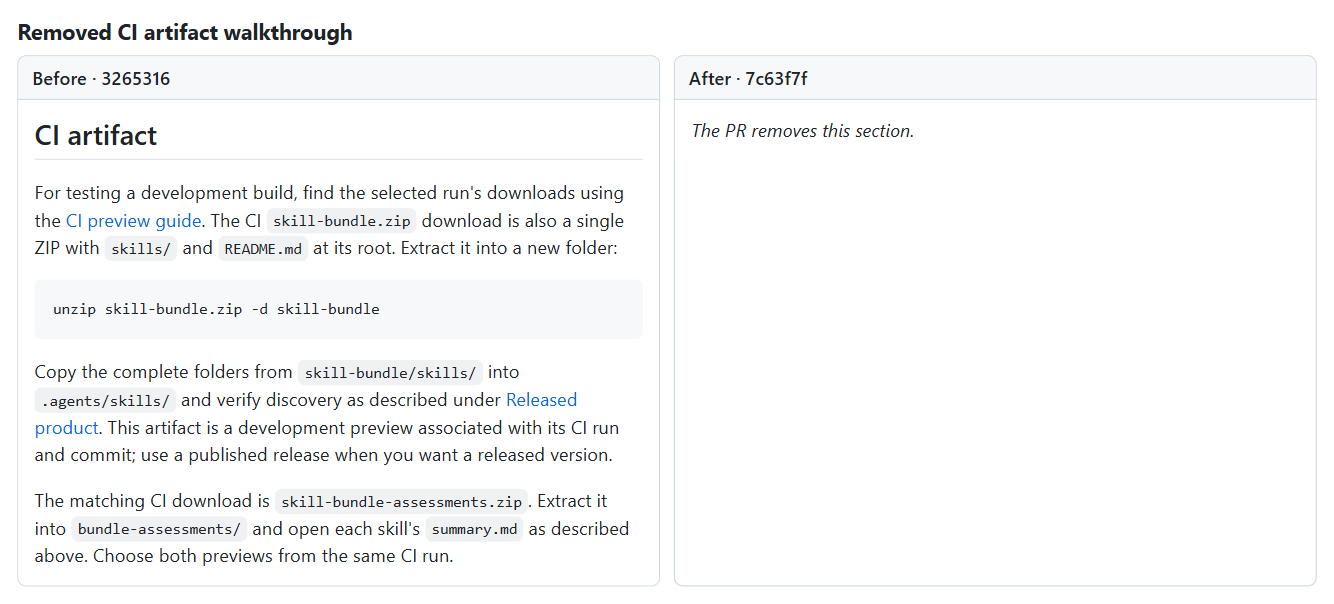 Removed CI artifact walkthrough
Before · 3265316
CI artifact
For testing a development build, find the selected run's downloads using
the CI preview guide. The CI skill-bundle.zip download is also a single
ZIP with skills/ and README.md at its root. Extract it into a new folder:
unzip skill-bundle.zip -d skill-bundle
Copy the complete folders from skill-bundle/skills/ into
.agents/skills/ and verify discovery as described under Released
product. This artifact is a development preview associated with its CI run
and commit; use a published release when you want a released version.
The matching CI download is skill-bundle-assessments.zip. Extract it
into bundle-assessments/ and open each skill's summary.md as described
above. Choose both previews from the same CI run.
After · 7c63f7f
The PR removes this section.